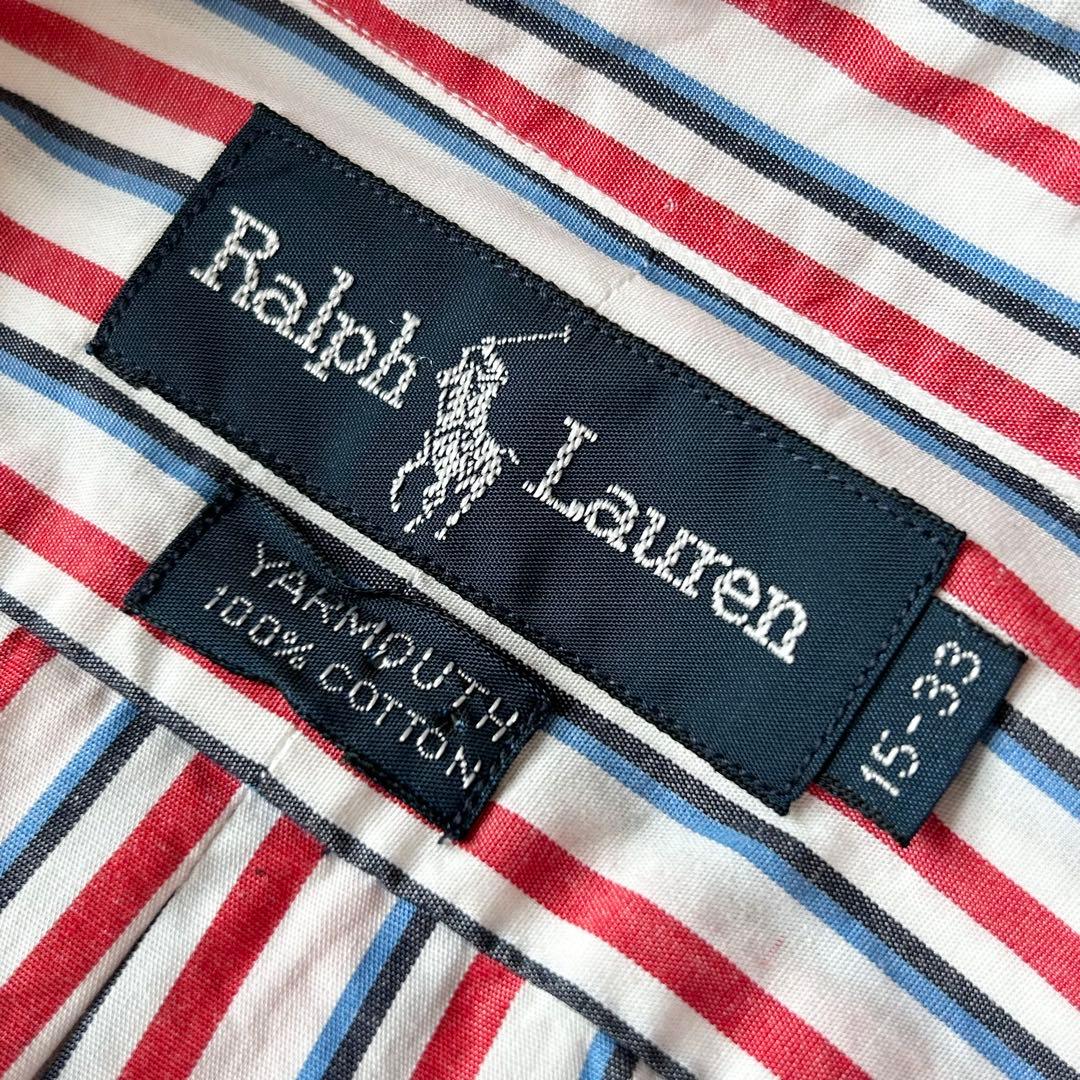 Ralph Lauren
15-33
YARMOUTH
100% COTTON